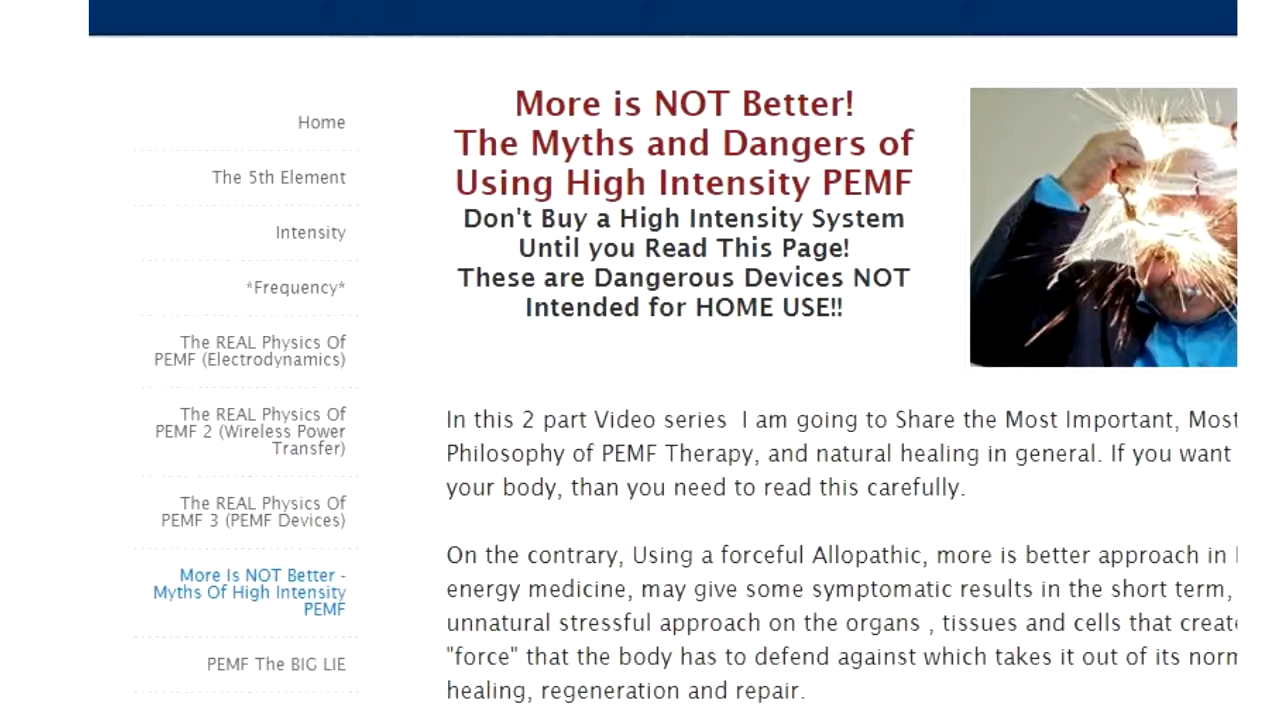 Home
The 5th Element
Intensity
*Frequency*
The REAL Physics Of
PEMF (Electrodynamics)
The REAL Physics Of
PEMF 2 (Wireless Power
Transfer)
The REAL Physics Of
PEMF 3 (PEMF Devices)
More Is NOT Better -
Myths Of High Intensity
PEMF
PEMF The BIG LIE
More is NOT Better!
The Myths and Dangers of
Using High Intensity PEMF
Don't Buy a High Intensity System
Until you Read This Page!
These are Dangerous Devices NOT
Intended for HOME USE!!
In this 2 part Video series I am going to Share the Most Important, Most
Philosophy of PEMF Therapy, and natural healing in general. If you want
your body, than you need to read this carefully.
On the contrary, Using a forceful Allopathic, more is better approach in
energy medicine, may give some symptomatic results in the short term,
unnatural stressful approach on the organs , tissues and cells that
"force" that the body has to defend against which takes it out of its
healing, regeneration and repair.